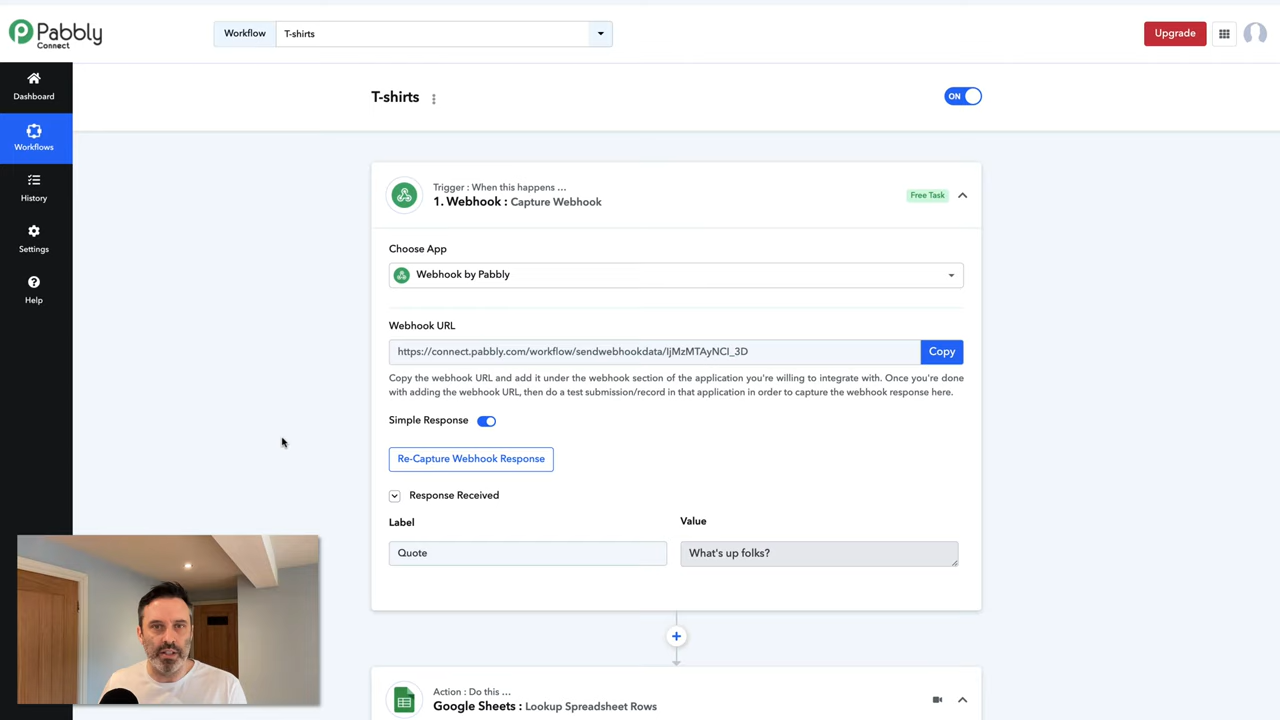 Pabbly
Connect
Workflow
T-shirts
Upgrade
Dashboard
Workflows
History
Settings
Help
T-shirts
ON
Trigger : When this happens ...
1. Webhook : Capture Webhook
Free Task
Choose App
Webhook by Pabbly
Webhook URL
https://connect.pabbly.com/workflow/sendwebhookdata/IjMzMTAyNCI_3D
Copy
Copy the webhook URL and add it under the webhook section of the application you're willing to integrate with. Once you're done
with adding the webhook URL, then do a test submission/record in that application in order to capture the webhook response here.
Simple Response
Re-Capture Webhook Response
Response Received
Label
Value
Quote
What's up folks?
Action : Do this ...
Google Sheets : Lookup Spreadsheet Rows